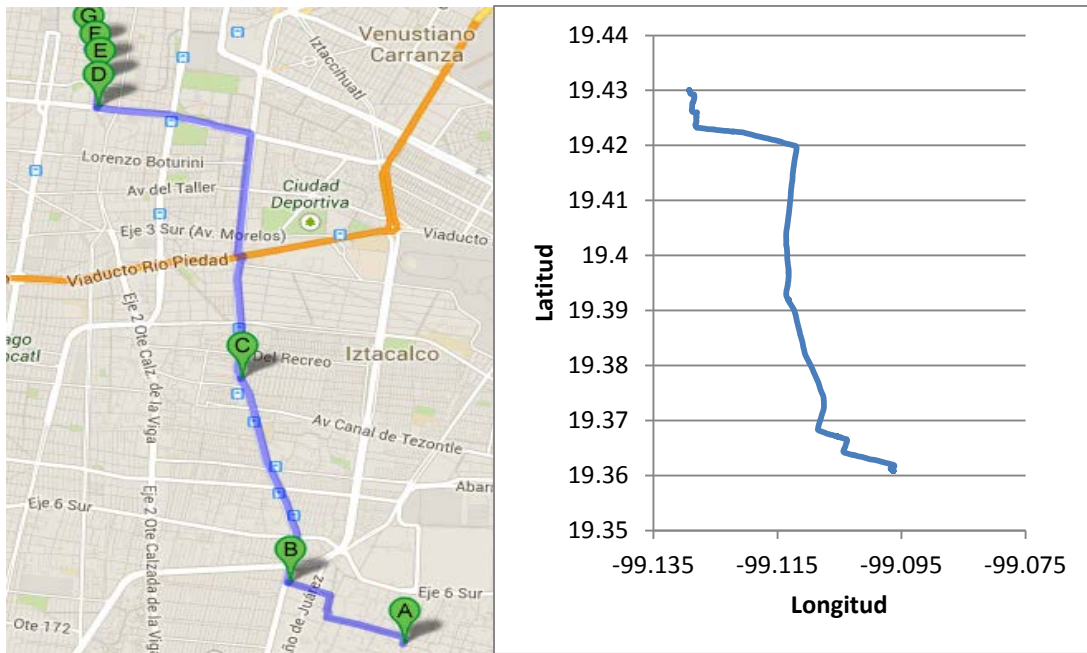 G
F
E
D
Venustiano
Carranza
Iztaccihuatl
Lorenzo Boturini
Av del Taller
Ciudad
Deportiva
Eje 3 Sur (Av. Morelos)
Viaducto
Viaducto Rio Piedad
Eje 2 Ote Calz. de la Viga
C
Del Recreo
Iztacalco
Av Canal de Tezontle
Eje 6 Sur
Eje 2 Ote Calzada de la Viga
B
Eje 6 Sur
A
Ote 172
19.44
19.43
19.42
19.41
19.4
19.39
19.38
19.37
19.36
19.35
Latitud
-99.135
-99.115
-99.095
-99.075
Longitud